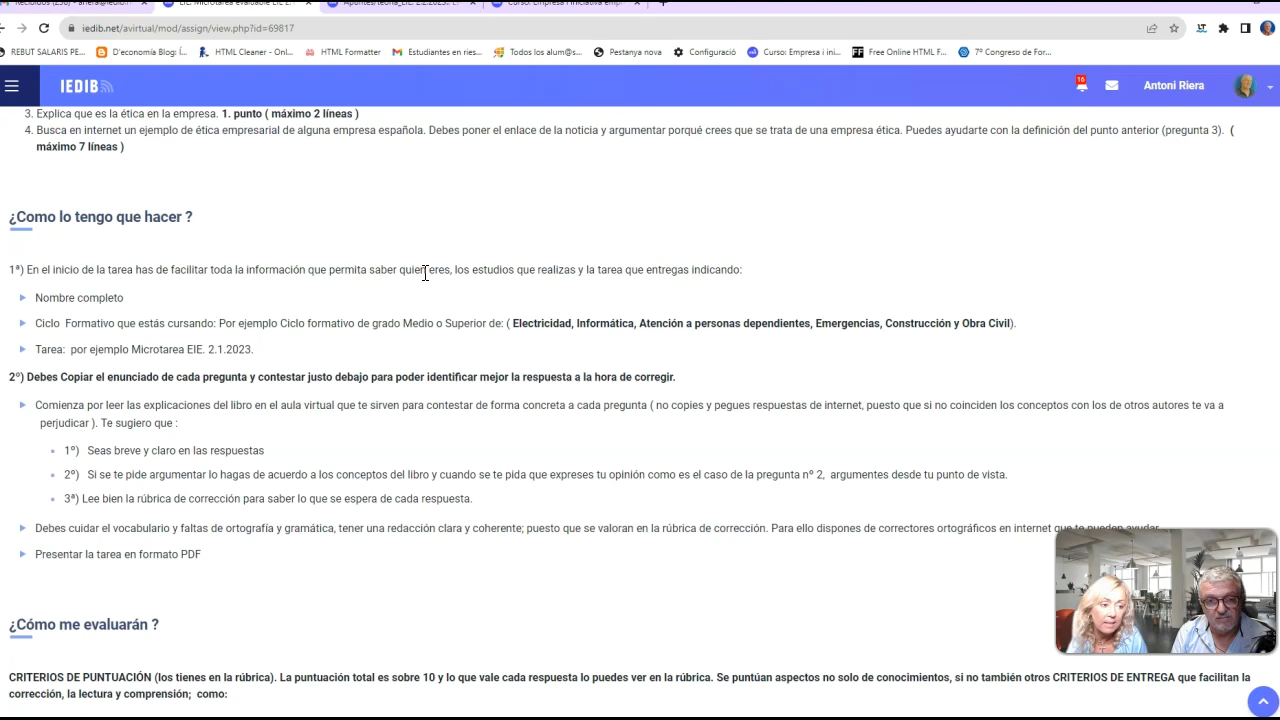 Curso: Empresa i iniciativa emp
iedib.net/avirtual/mod/assign/view.php?id=69817
REBUT SALARIS PE... D'economía Blog: Í... HTML Cleaner - Onl... HTML Formatter Estudiantes en ries... Todos los alum@s... Pestanya nova Configuració Curso: Empresa i ini... Free Online HTML F... 7º Congreso de For...
IEDIB 16 Antoni Riera
3. Explica que es la ética en la empresa. 1. punto ( máximo 2 líneas )
4. Busca en internet un ejemplo de ética empresarial de alguna empresa española. Debes poner el enlace de la noticia y argumentar porqué crees que se trata de una empresa ética. Puedes ayudarte con la definición del punto anterior (pregunta 3). (
máximo 7 líneas )
¿Como lo tengo que hacer ?
1ª) En el inicio de la tarea has de facilitar toda la información que permita saber quien eres, los estudios que realizas y la tarea que entregas indicando:
Nombre completo
Ciclo Formativo que estás cursando: Por ejemplo Ciclo formativo de grado Medio o Superior de: ( Electricidad, Informática, Atención a personas dependientes, Emergencias, Construcción y Obra Civil).
Tarea: por ejemplo Microtarea EIE. 2.1.2023.
2º) Debes Copiar el enunciado de cada pregunta y contestar justo debajo para poder identificar mejor la respuesta a la hora de corregir.
Comienza por leer las explicaciones del libro en el aula virtual que te sirven para contestar de forma concreta a cada pregunta ( no copies y pegues respuestas de internet, puesto que si no coinciden los conceptos con los de otros autores te va a
perjudicar ). Te sugiero que :
1º) Seas breve y claro en las respuestas
2º) Si se te pide argumentar lo hagas de acuerdo a los conceptos del libro y cuando se te pida que expreses tu opinión como es el caso de la pregunta nº 2, argumentes desde tu punto de vista.
3ª) Lee bien la rúbrica de corrección para saber lo que se espera de cada respuesta.
Debes cuidar el vocabulario y faltas de ortografía y gramática, tener una redacción clara y coherente; puesto que se valoran en la rúbrica de corrección. Para ello dispones de correctores ortográficos en internet que te pueden ayudar
Presentar la tarea en formato PDF
¿Cómo me evaluarán ?
CRITERIOS DE PUNTUACIÓN (los tienes en la rúbrica). La puntuación total es sobre 10 y lo que vale cada respuesta lo puedes ver en la rúbrica. Se puntúan aspectos no solo de conocimientos, si no también otros CRITERIOS DE ENTREGA que facilitan la
corrección, la lectura y comprensión; como: